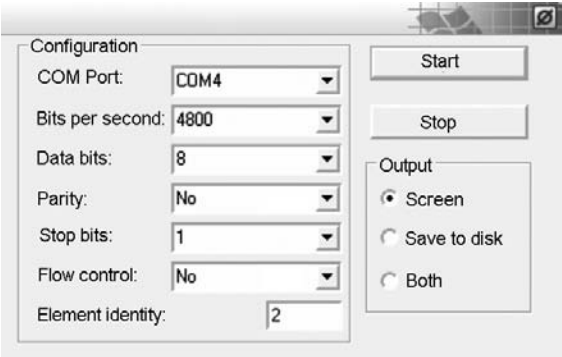 Configuration
COM Port: COM4
Bits per second: 4800
Data bits: 8
Parity: No
Stop bits: 1
Flow control: No
Element identity: 2
Start
Stop
Output
Screen
Save to disk
Both